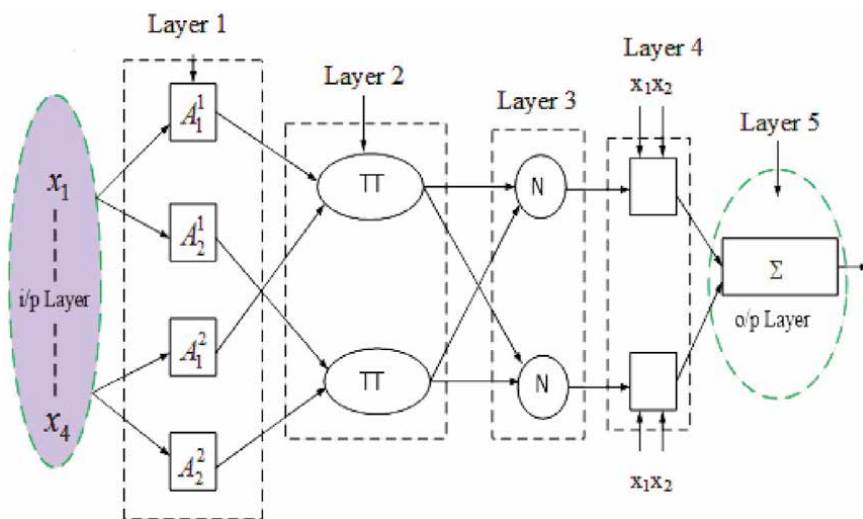 Layer 1
Layer 2
Layer 3
Layer 4
Layer 5
x₁x₂
x₁
i/p Layer
x₄
A₁¹
A₂¹
A₁²
A₂²
TT
TT
N
N
Σ
o/p Layer
x₁x₂